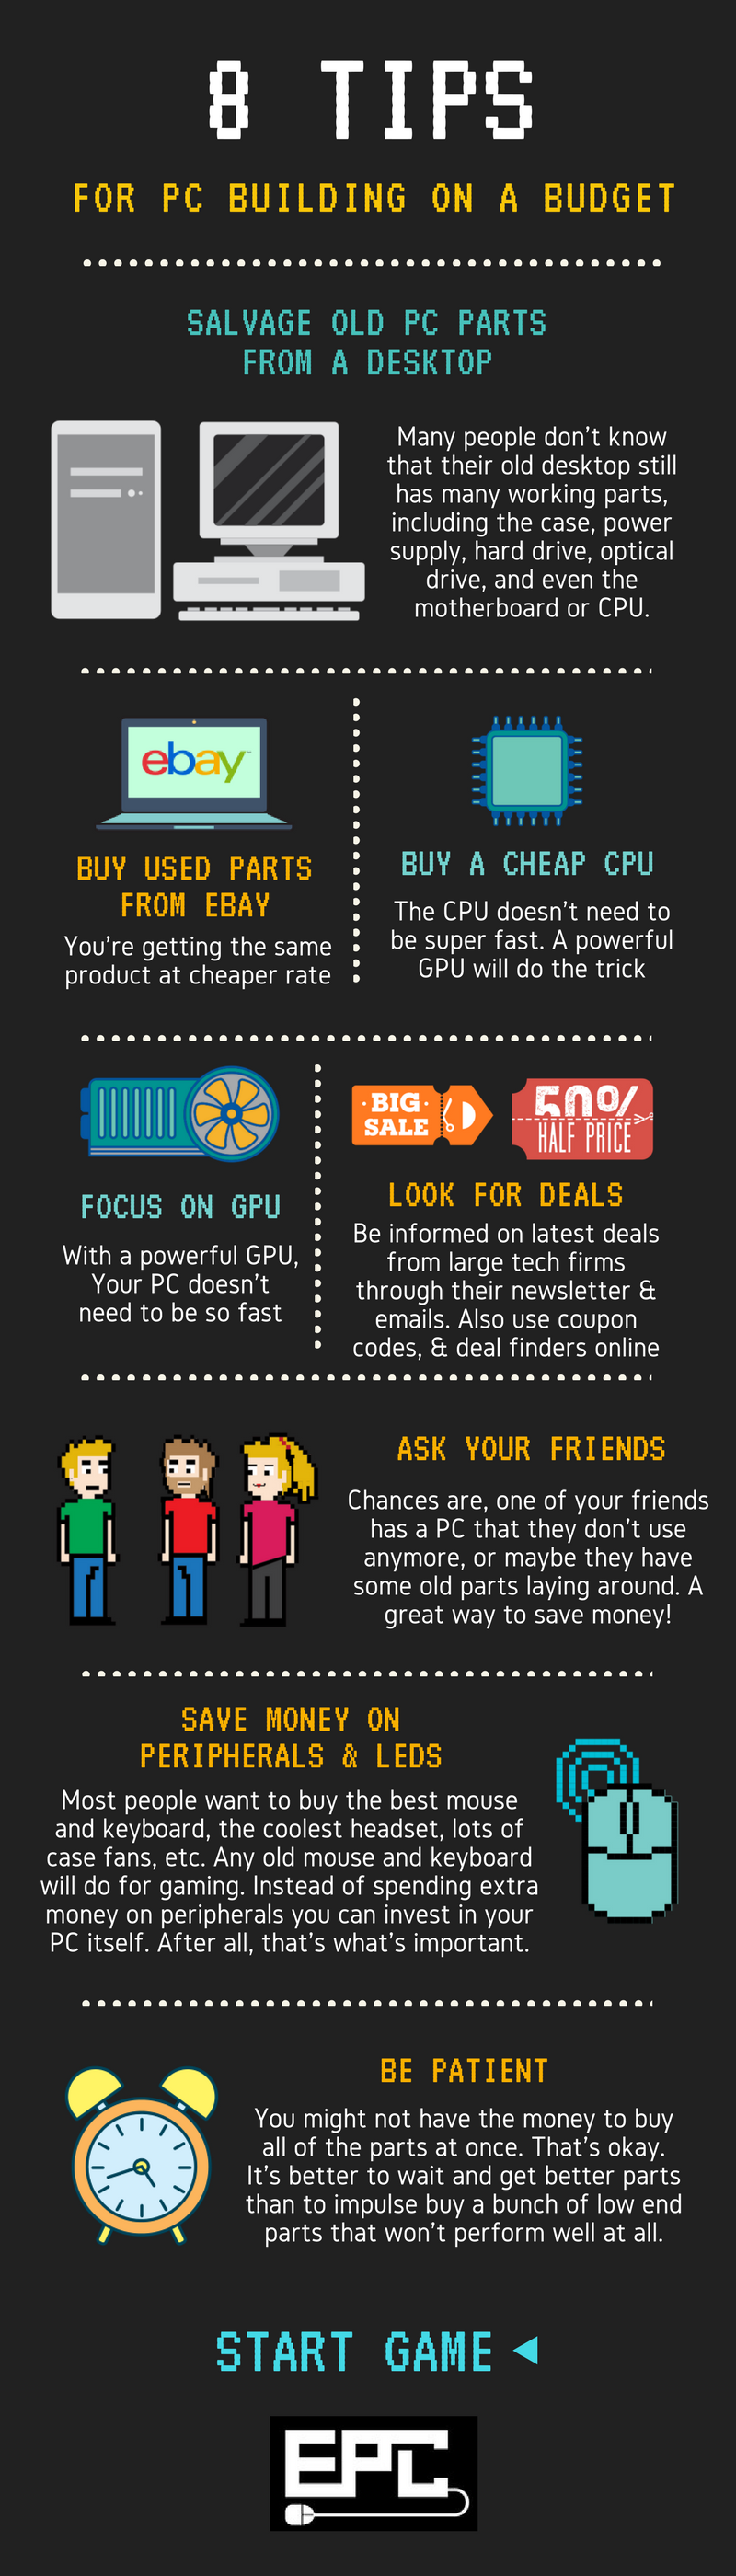 8 TIPS
FOR PC BUILDING ON A BUDGET
SALVAGE OLD PC PARTS
FROM A DESKTOP
Many people don't know
that their old desktop still
has many working parts,
including the case, power
supply, hard drive, optical
drive, and even the
motherboard or CPU.
ebay
BUY USED PARTS
FROM EBAY
You're getting the same
product at cheaper rate
BUY A CHEAP CPU
The CPU doesn't need to
be super fast. A powerful
GPU will do the trick
FOCUS ON GPU
With a powerful GPU,
Your PC doesn't
need to be so fast
BIG
SALE
50%
HALF PRICE
LOOK FOR DEALS
Be informed on latest deals
from large tech firms
through their newsletter &
emails. Also use coupon
codes, & deal finders online
ASK YOUR FRIENDS
Chances are, one of your friends
has a PC that they don't use
anymore, or maybe they have
some old parts laying around. A
great way to save money!
SAVE MONEY ON
PERIPHERALS & LEDS
Most people want to buy the best mouse
and keyboard, the coolest headset, lots of
case fans, etc. Any old mouse and keyboard
will do for gaming. Instead of spending extra
money on peripherals you can invest in your
PC itself. After all, that's what's important.
BE PATIENT
You might not have the money to buy
all of the parts at once. That's okay.
It's better to wait and get better parts
than to impulse buy a bunch of low end
parts that won't perform well at all.
START GAME
EPC